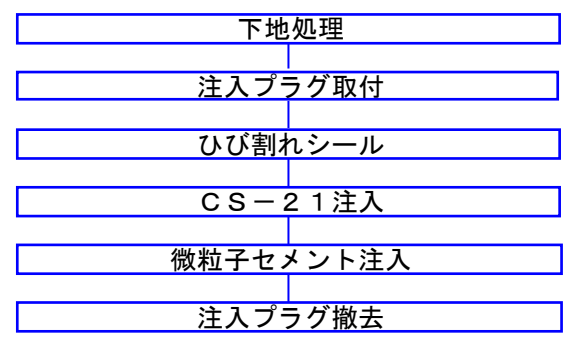 下地処理
注入プラグ取付
ひび割れシール
ＣＳ－２１注入
微粒子セメント注入
注入プラグ撤去